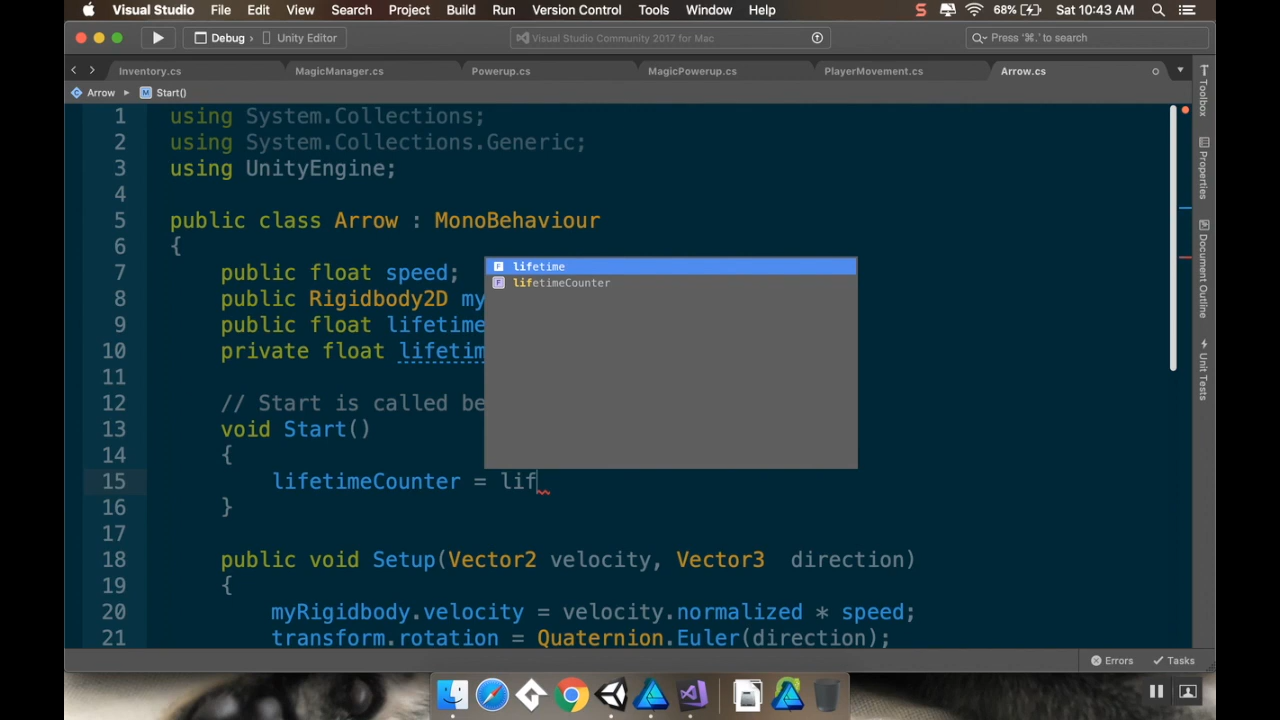 Visual Studio File Edit View Search Project Build Run Version Control Tools Window Help S 68% Sat 10:43 AM
Debug › Unity Editor Visual Studio Community 2017 for Mac Press '⌘.' to search
Inventory.cs MagicManager.cs Powerup.cs MagicPowerup.cs PlayerMovement.cs Arrow.cs
C Arrow ▸ M Start()
1 using System.Collections;
2 using System.Collections.Generic;
3 using UnityEngine;
4
5 public class Arrow : MonoBehaviour
6 {
7 public float speed;
8 public Rigidbody2D my
9 public float lifetime
10 private float lifetim
11
12 // Start is called be
13 void Start()
14 {
15 lifetimeCounter = lif
16 }
17
18 public void Setup(Vector2 velocity, Vector3 direction)
19 {
20 myRigidbody.velocity = velocity.normalized * speed;
21 transform.rotation = Quaternion.Euler(direction);
F lifetime
F lifetimeCounter
Toolbox
Properties
Document Outline
Unit Tests
Errors Tasks